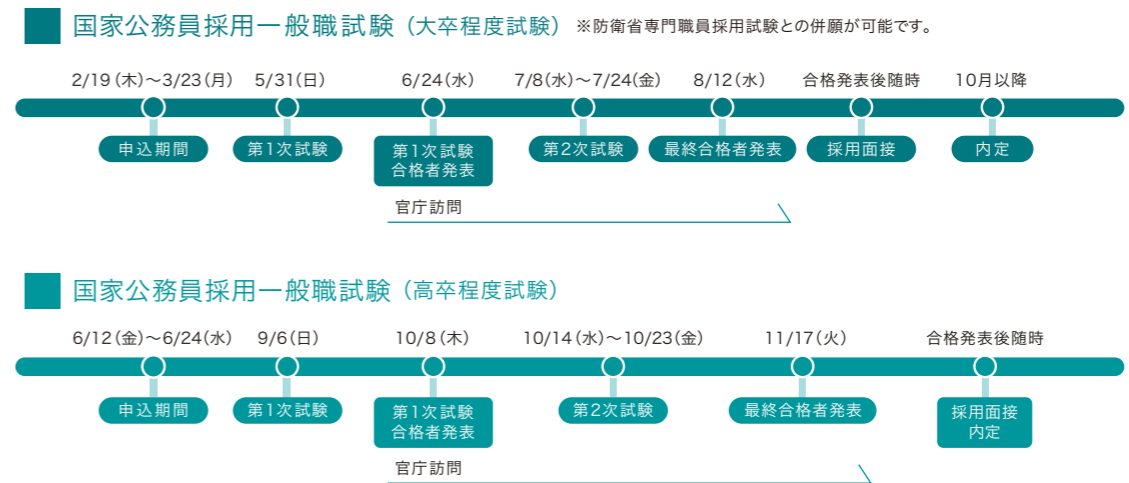 国家公務員採用一般職試験（大卒程度試験） ※防衛省専門職員採用試験との併願が可能です。
2/19（木）〜3/23（月） 5/31（日） 6/24（水） 7/8（水）〜7/24（金） 8/12（水） 合格発表後随時 10月以降
申込期間 第1次試験 第1次試験 第2次試験 最終合格者発表 採用面接 内定
合格者発表
官庁訪問
国家公務員採用一般職試験（高卒程度試験）
6/12（金）〜6/24（水） 9/6（日） 10/8（木） 10/14（水）〜10/23（金） 11/17（火） 合格発表後随時
申込期間 第1次試験 第1次試験 第2次試験 最終合格者発表 採用面接
合格者発表 内定
官庁訪問